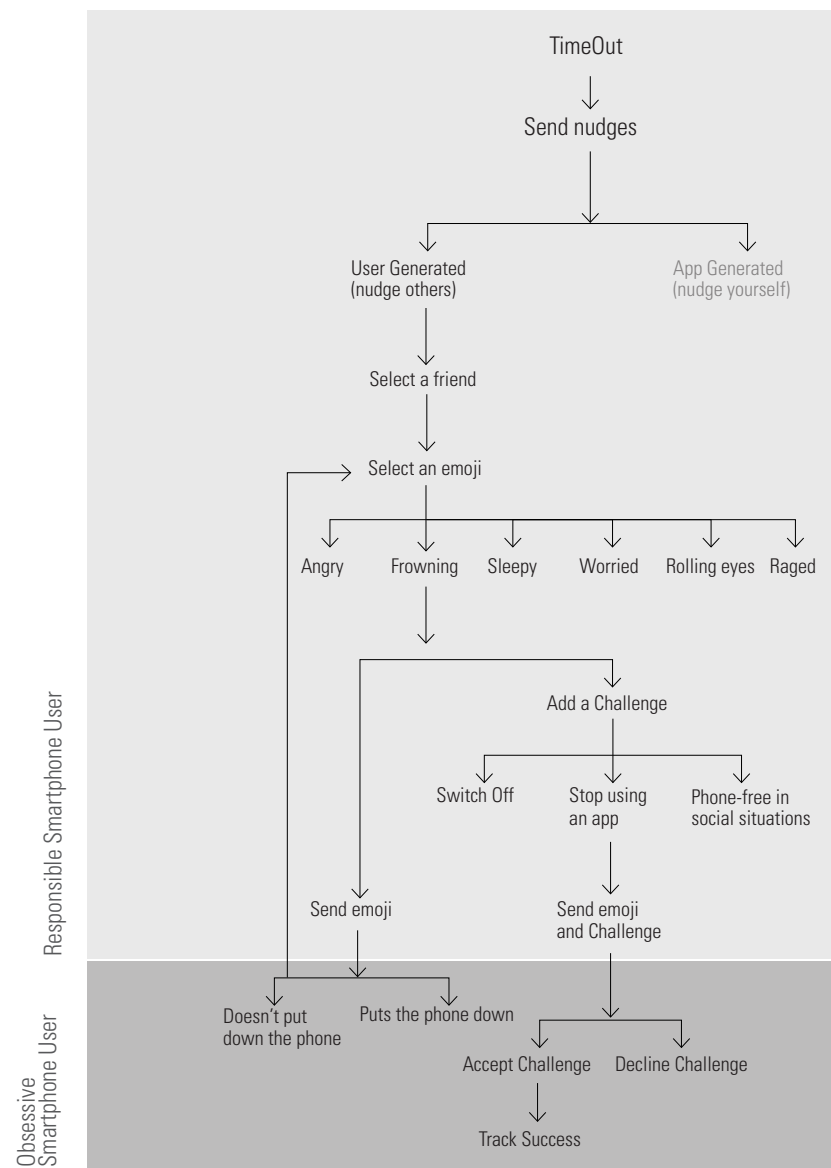 TimeOut
Send nudges
User Generated
(nudge others)
App Generated
(nudge yourself)
Select a friend
Select an emoji
Angry
Frowning
Sleepy
Worried
Rolling eyes
Raged
Add a Challenge
Switch Off
Stop using
an app
Phone-free in
social situations
Send emoji
Send emoji
and Challenge
Responsible Smartphone User
Doesn't put
down the phone
Puts the phone down
Accept Challenge
Decline Challenge
Track Success
Obsessive
Smartphone User